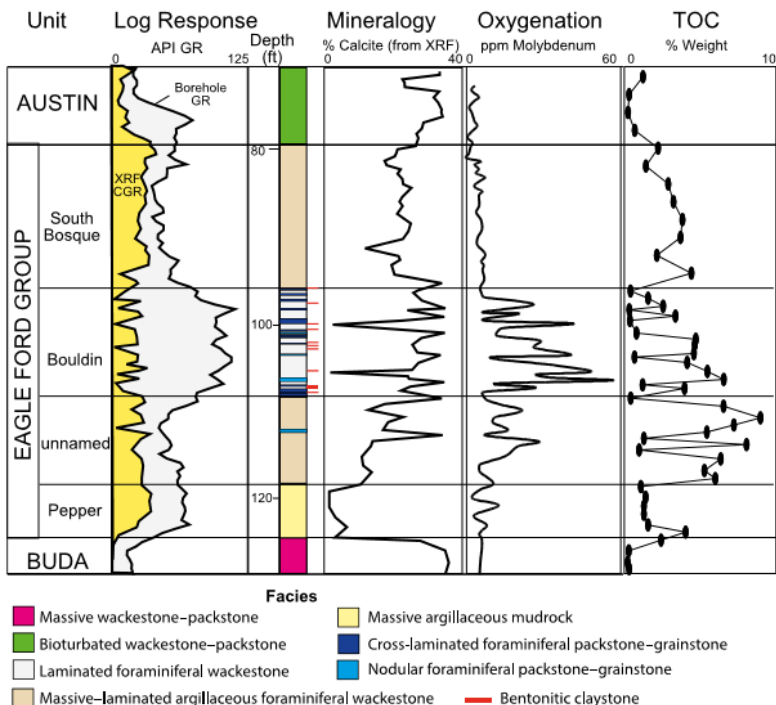 Unit Log Response Mineralogy Oxygenation TOC
API GR Depth (ft) % Calcite (from XRF) ppm Molybdenum % Weight
0 125 0 40 0 60 0 10
AUSTIN
Borehole
GR
80
XRF
CGR
EAGLE FORD GROUP
South
Bosque
100
Bouldin
unnamed
120
Pepper
BUDA
Facies
Massive wackestone–packstone
Bioturbated wackestone–packstone
Laminated foraminiferal wackestone
Massive–laminated argillaceous foraminiferal wackestone
Massive argillaceous mudrock
Cross-laminated foraminiferal packstone–grainstone
Nodular foraminiferal packstone–grainstone
Bentonitic claystone